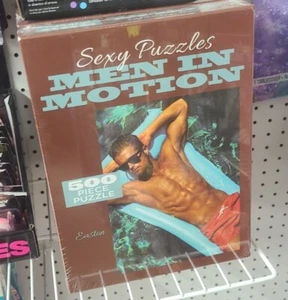 Sexy Puzzles
MEN IN
MOTION
500
PIECE
PUZZLE
Easton
ES